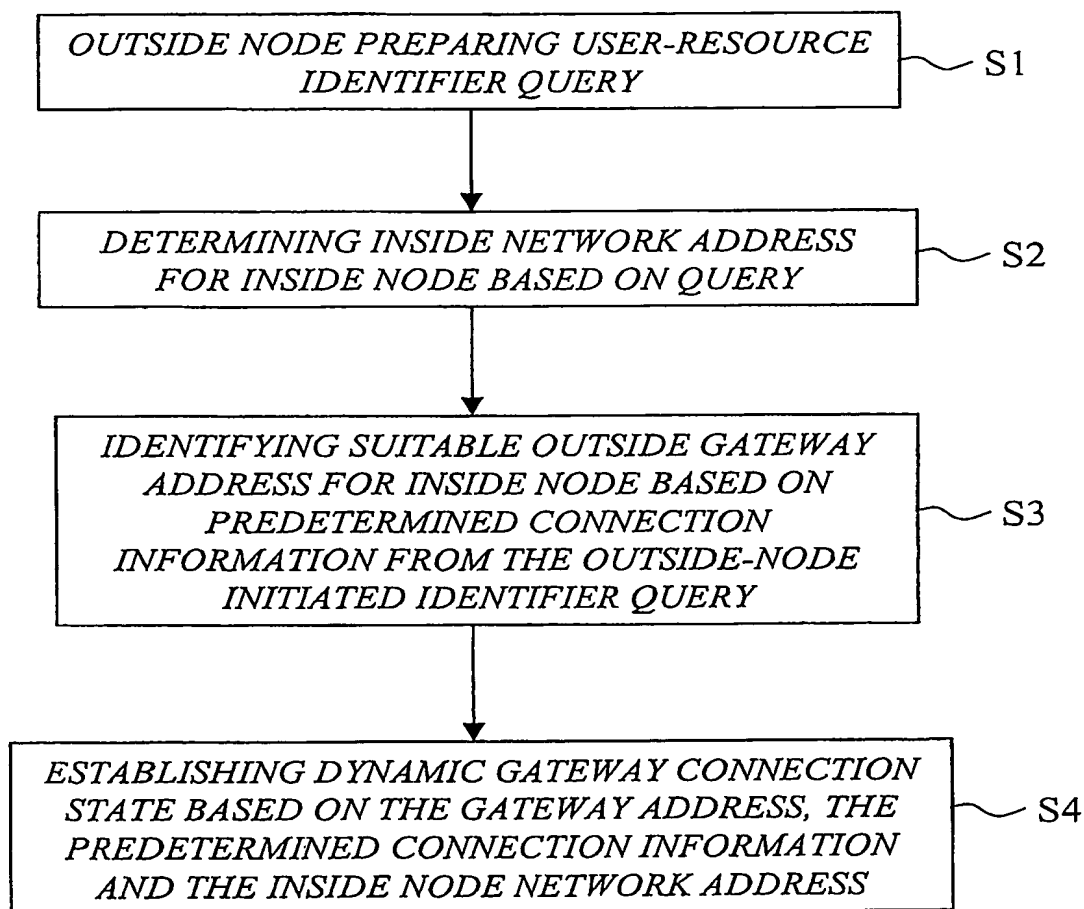 OUTSIDE NODE PREPARING USER-RESOURCE
IDENTIFIER QUERY
S1
DETERMINING INSIDE NETWORK ADDRESS
FOR INSIDE NODE BASED ON QUERY
S2
IDENTIFYING SUITABLE OUTSIDE GATEWAY
ADDRESS FOR INSIDE NODE BASED ON
PREDETERMINED CONNECTION
INFORMATION FROM THE OUTSIDE-NODE
INITIATED IDENTIFIER QUERY
S3
ESTABLISHING DYNAMIC GATEWAY CONNECTION
STATE BASED ON THE GATEWAY ADDRESS, THE
PREDETERMINED CONNECTION INFORMATION
AND THE INSIDE NODE NETWORK ADDRESS
S4